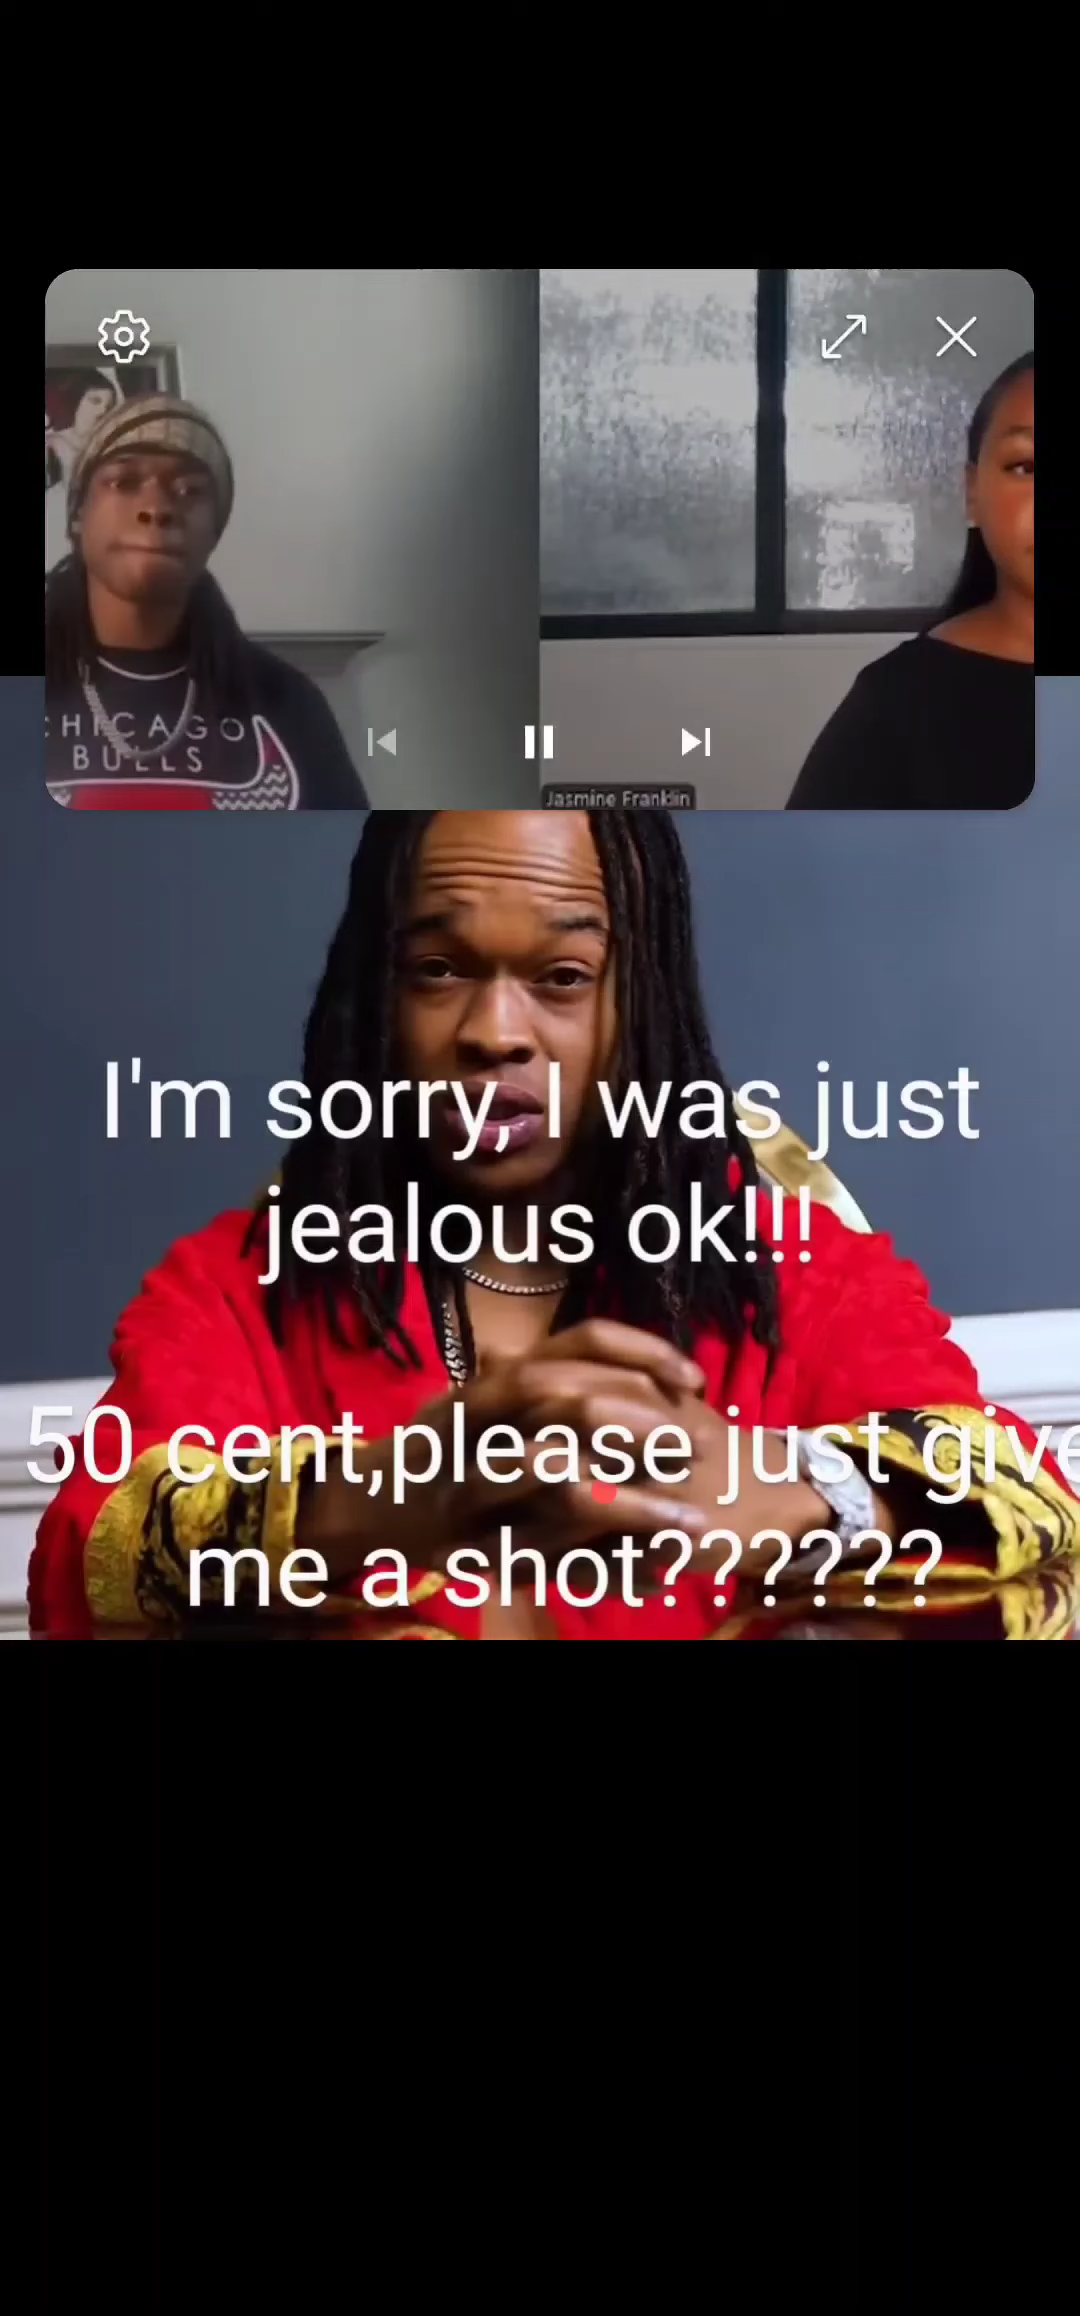 CHICAGO
BULLS
Jasmine Franklin
I'm sorry, I was just
jealous ok!!!
50 cent,please just give
me a shot??????